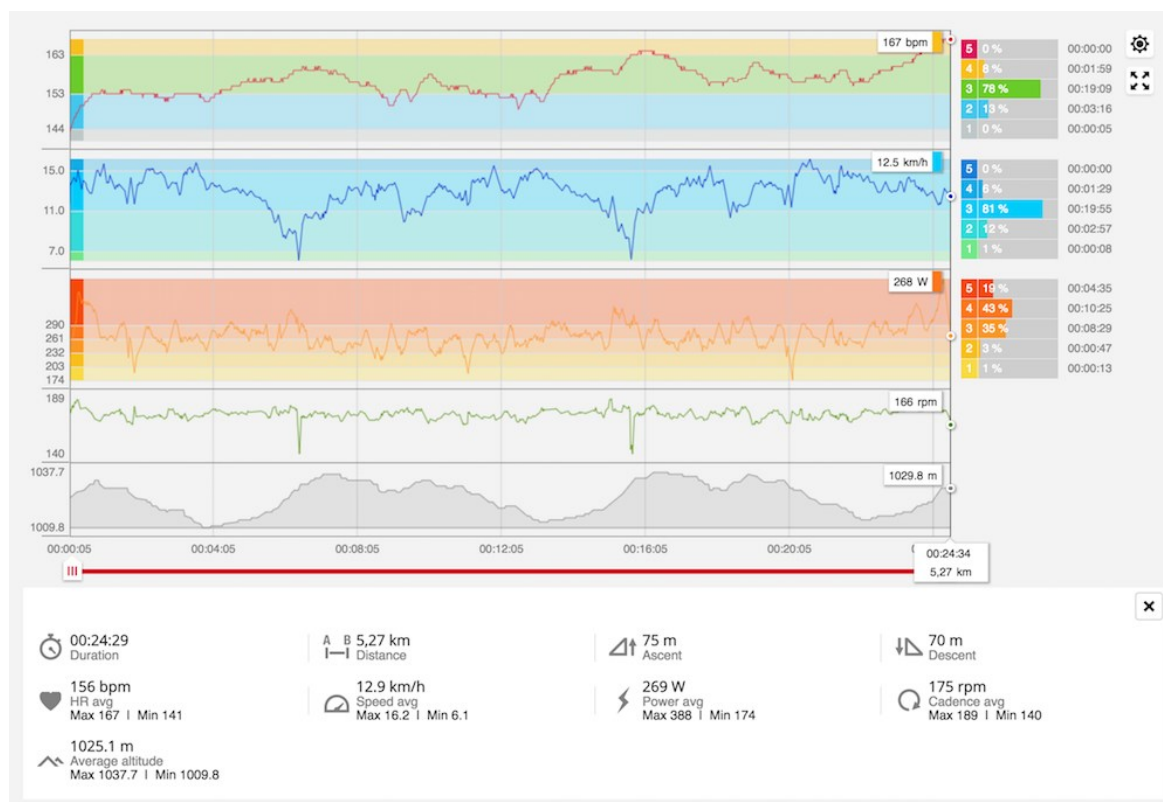 163
153
144
167 bpm
5 0 % 00:00:00
4 8 % 00:01:59
3 78 % 00:19:09
2 13 % 00:03:16
1 0 % 00:00:05
15.0
11.0
7.0
12.5 km/h
5 0 % 00:00:00
4 6 % 00:01:29
3 81 % 00:19:55
2 12 % 00:02:57
1 1 % 00:00:08
290
261
232
203
174
268 W
5 19 % 00:04:35
4 43 % 00:10:25
3 35 % 00:08:29
2 3 % 00:00:47
1 1 % 00:00:13
189
140
166 rpm
1037.7
1009.8
1029.8 m
00:00:05 00:04:05 00:08:05 00:12:05 00:16:05 00:20:05
00:24:34
5,27 km
00:24:29
Duration
A B 5,27 km
Distance
75 m
Ascent
70 m
Descent
156 bpm
HR avg
Max 167 | Min 141
12.9 km/h
Speed avg
Max 16.2 | Min 6.1
269 W
Power avg
Max 388 | Min 174
175 rpm
Cadence avg
Max 189 | Min 140
1025.1 m
Average altitude
Max 1037.7 | Min 1009.8